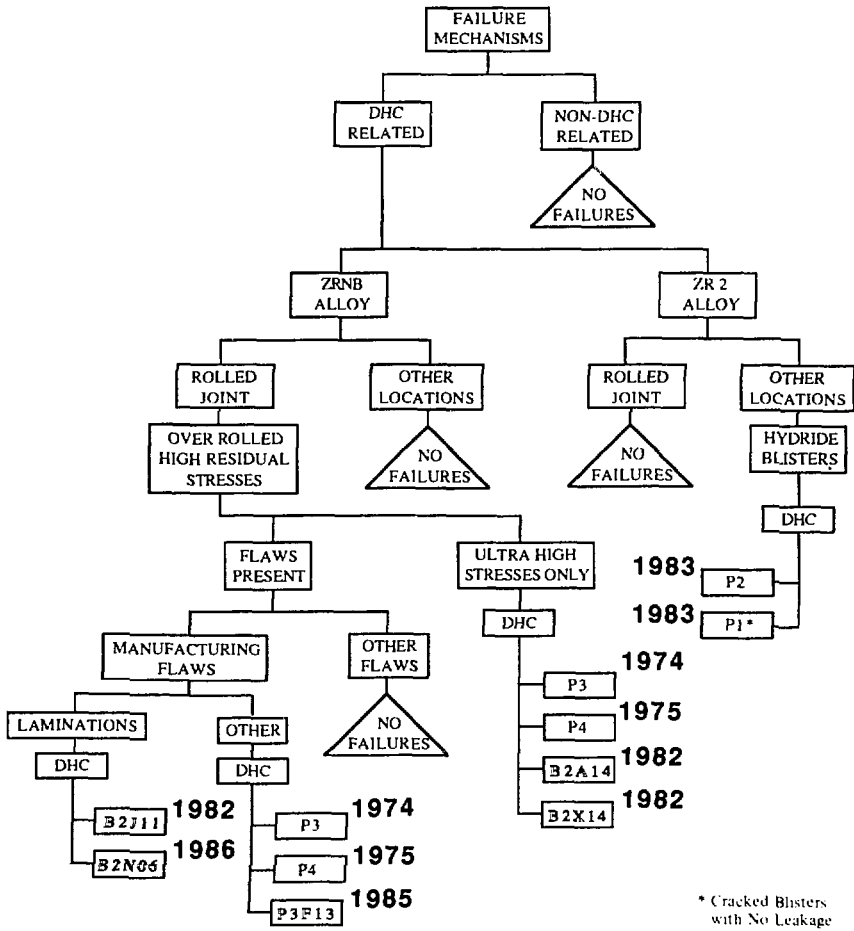 FAILURE
MECHANISMS
DHC
RELATED
NON-DHC
RELATED
NO
FAILURES
ZRNB
ALLOY
ZR 2
ALLOY
ROLLED
JOINT
OTHER
LOCATIONS
ROLLED
JOINT
OTHER
LOCATIONS
OVER ROLLED
HIGH RESIDUAL
STRESSES
NO
FAILURES
NO
FAILURES
HYDRIDE
BLISTERS
DHC
FLAWS
PRESENT
ULTRA HIGH
STRESSES ONLY
1983
P2
1983
P1*
DHC
MANUFACTURING
FLAWS
OTHER
FLAWS
P3
1974
P4
1975
B2A14
1982
B2X14
1982
LAMINATIONS
OTHER
NO
FAILURES
DHC
DHC
B2J11
1982
B2N06
1986
P3
1974
P4
1975
P3F13
1985
* Cracked Blisters
with No Leakage